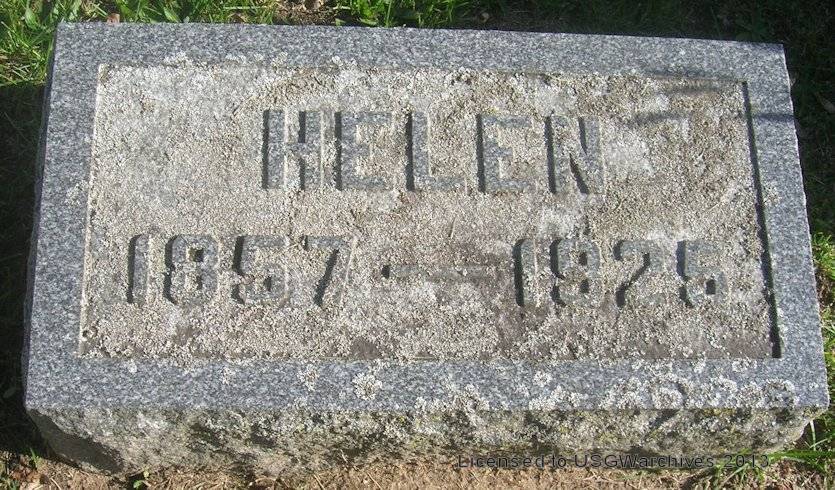 HELEN
1857 — 1925
Licensed to USGWarchives 2013